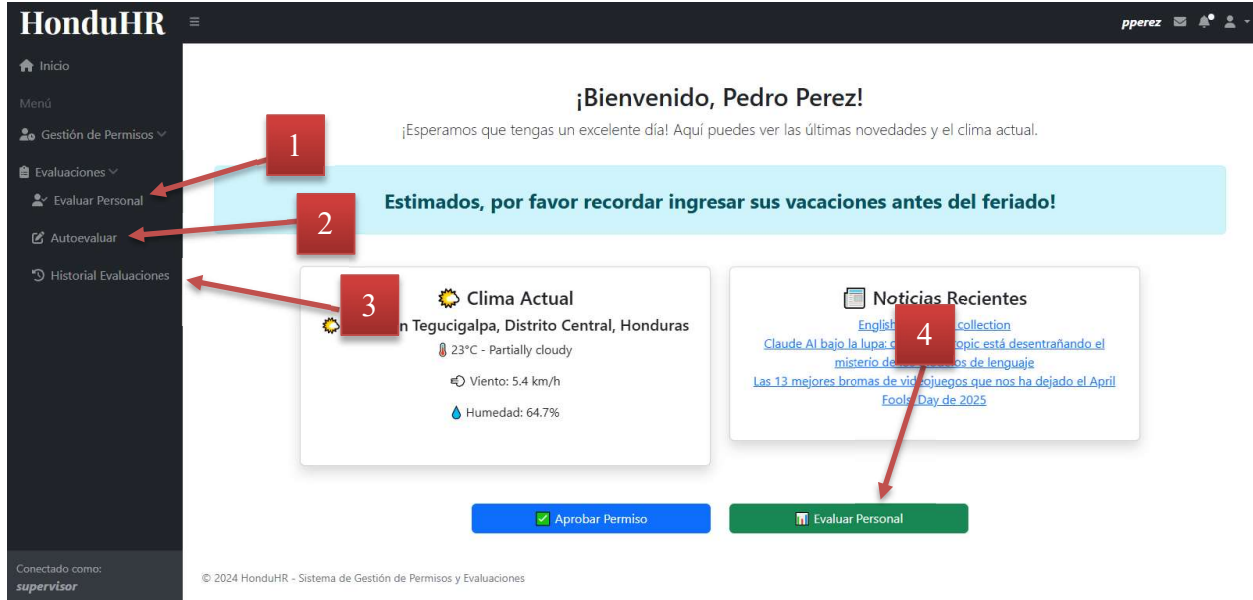 HonduHR
pperez
Inicio
Menú
Gestión de Permisos
Evaluaciones
Evaluar Personal
Autoevaluar
Historial Evaluaciones
Conectado como:
supervisor
¡Bienvenido, Pedro Perez!
¡Esperamos que tengas un excelente día! Aquí puedes ver las últimas novedades y el clima actual.
1
Estimados, por favor recordar ingresar sus vacaciones antes del feriado!
2
3
Clima Actual
Tegucigalpa, Distrito Central, Honduras
23°C - Partially cloudy
Viento: 5.4 km/h
Humedad: 64.7%
Noticias Recientes
4
English collection
Claude AI bajo la lupa: está desentrañando el
misterio de lenguaje
Las 13 mejores bromas de videojuegos que nos ha dejado el April
Fools' Day de 2025
Aprobar Permiso
Evaluar Personal
© 2024 HonduHR - Sistema de Gestión de Permisos y Evaluaciones